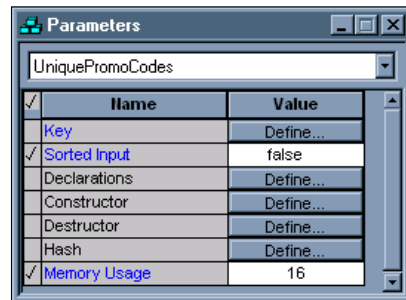 Parameters
UniquePromoCodes
Name Value
Key Define...
Sorted Input false
Declarations Define...
Constructor Define...
Destructor Define...
Hash Define...
Memory Usage 16